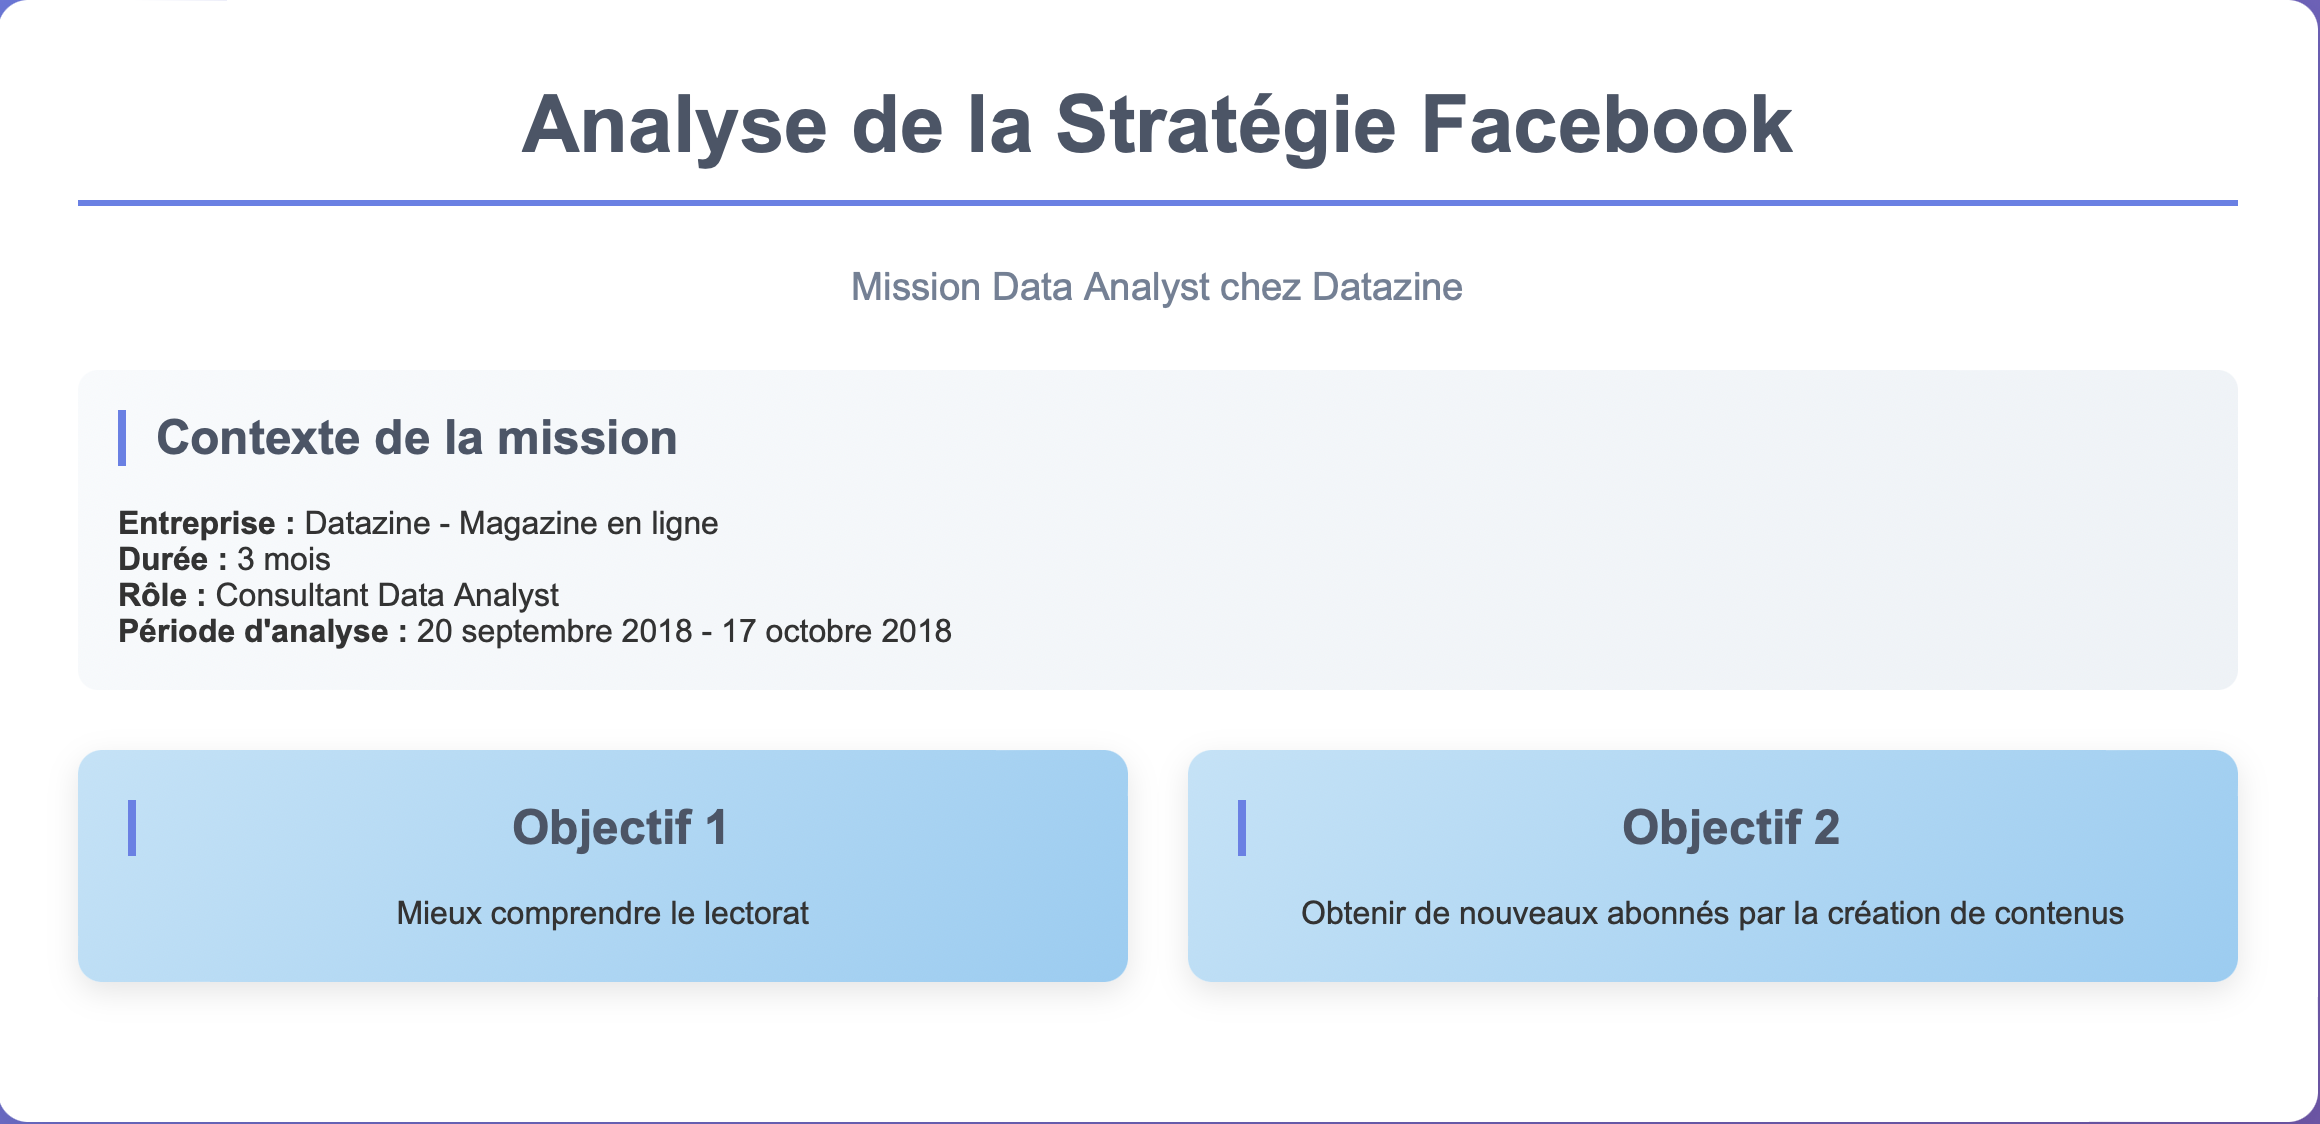 Analyse de la Stratégie Facebook
Mission Data Analyst chez Datazine
Contexte de la mission
Entreprise : Datazine - Magazine en ligne
Durée : 3 mois
Rôle : Consultant Data Analyst
Période d'analyse : 20 septembre 2018 - 17 octobre 2018
Objectif 1
Mieux comprendre le lectorat
Objectif 2
Obtenir de nouveaux abonnés par la création de contenus